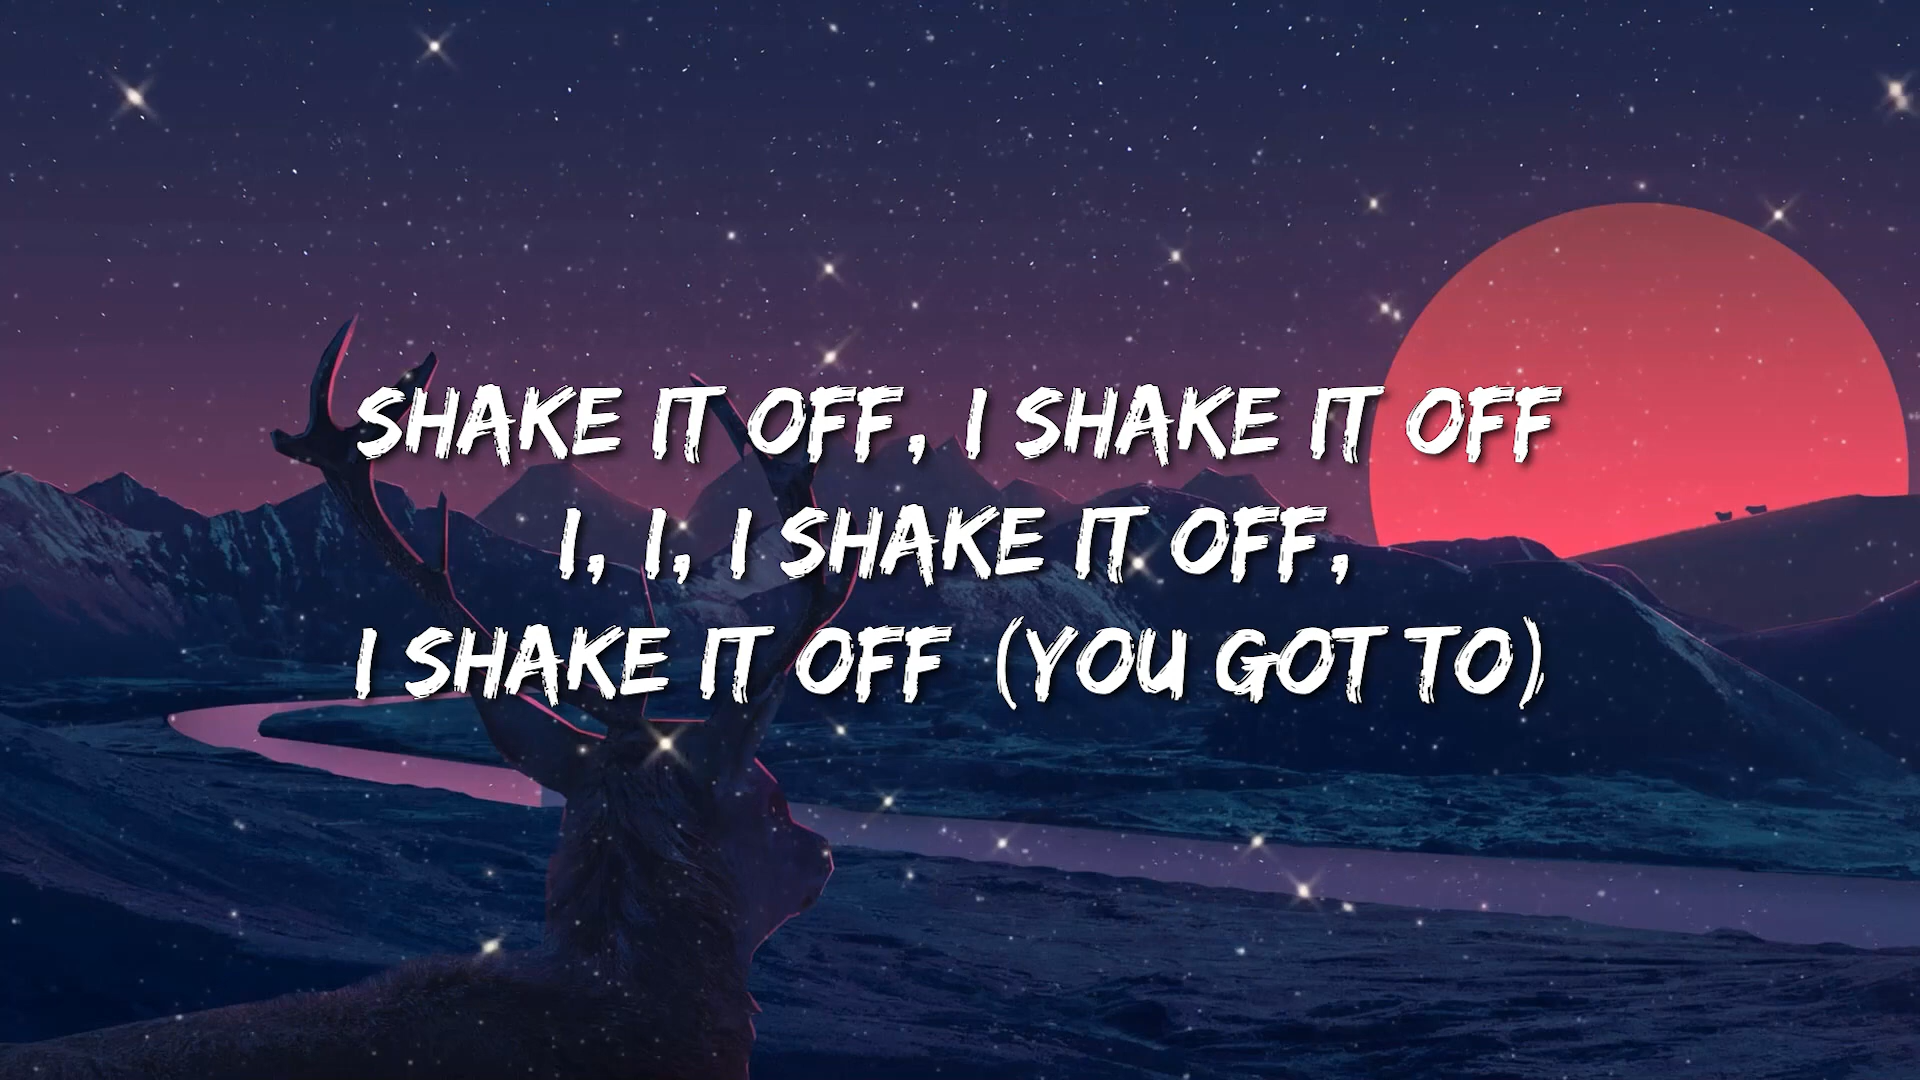 SHAKE IT OFF, I SHAKE IT OFF
I, I, I SHAKE IT OFF,
I SHAKE IT OFF (YOU GOT TO)